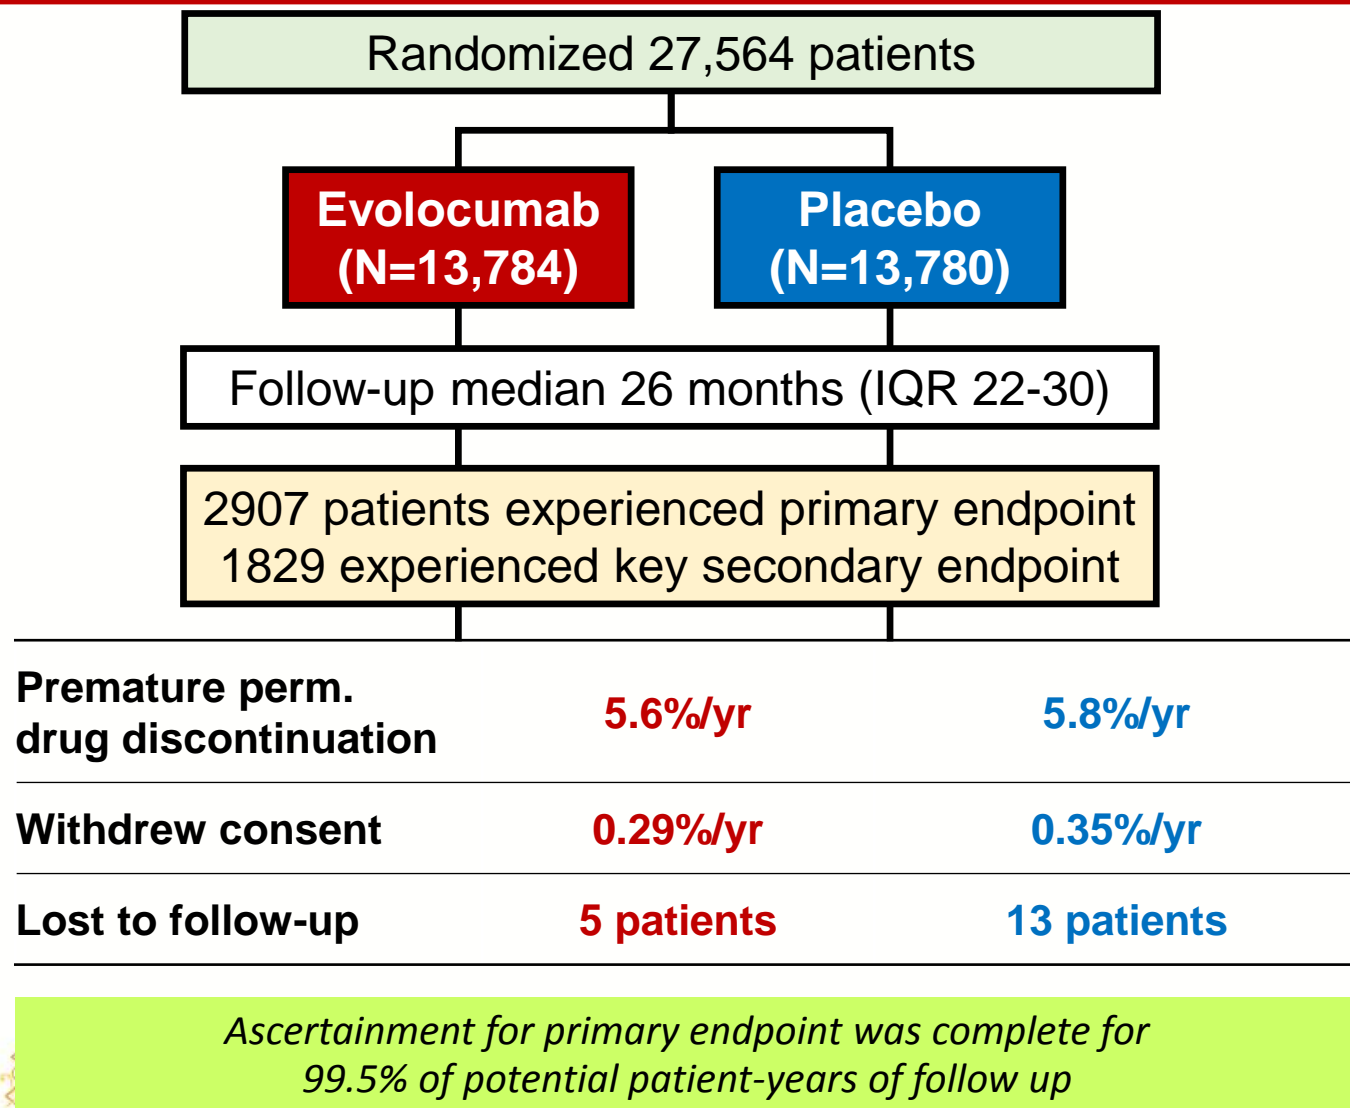 Randomized 27,564 patients
Evolocumab
(N=13,784)
Placebo
(N=13,780)
Follow-up median 26 months (IQR 22-30)
2907 patients experienced primary endpoint
1829 experienced key secondary endpoint
Premature perm.
drug discontinuation
5.6%/yr
5.8%/yr
Withdrew consent
0.29%/yr
0.35%/yr
Lost to follow-up
5 patients
13 patients
Ascertainment for primary endpoint was complete for
99.5% of potential patient-years of follow up